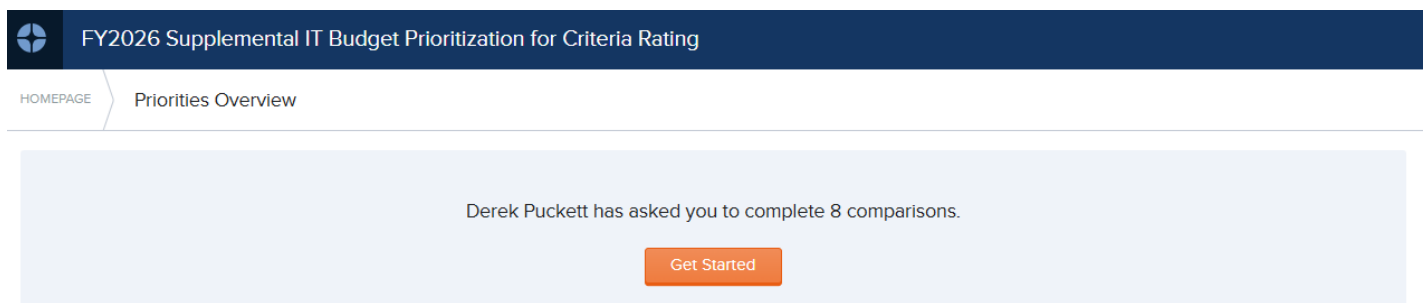 FY2026 Supplemental IT Budget Prioritization for Criteria Rating
HOMEPAGE Priorities Overview
Derek Puckett has asked you to complete 8 comparisons.
Get Started